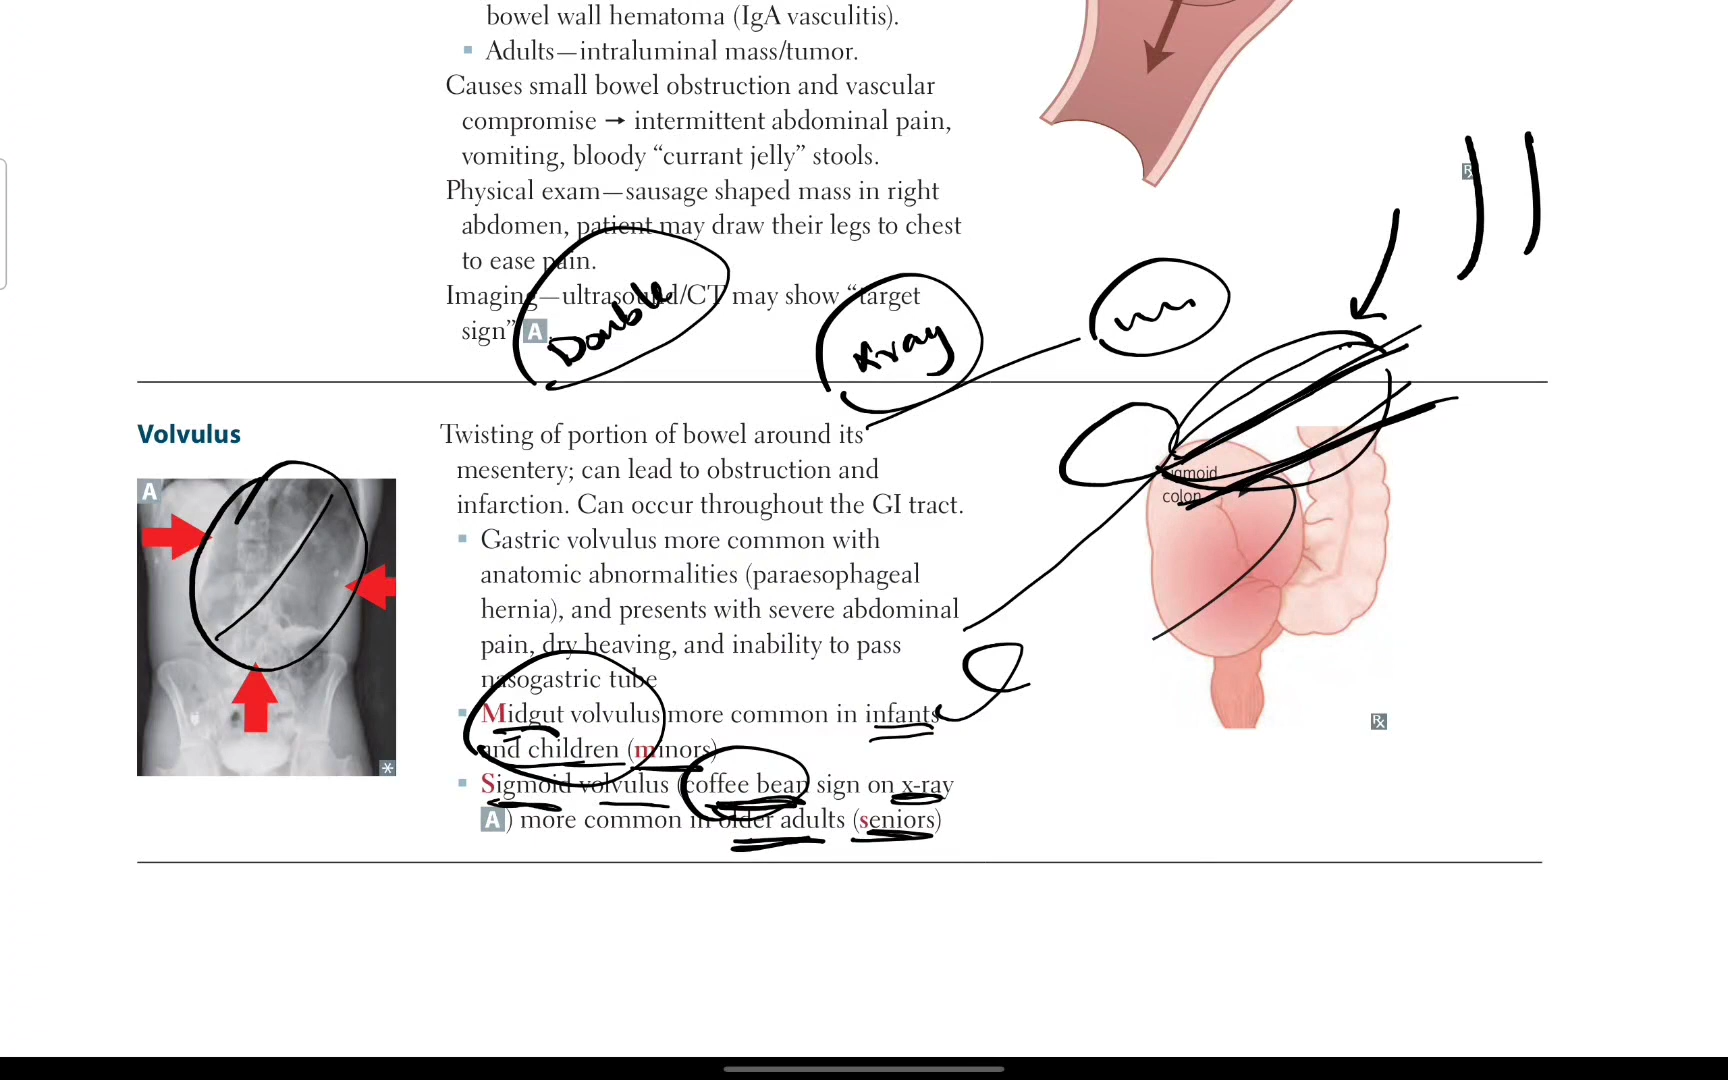 bowel wall hematoma (IgA vasculitis).
▪ Adults—intraluminal mass/tumor.
Causes small bowel obstruction and vascular
compromise → intermittent abdominal pain,
vomiting, bloody “currant jelly” stools.
Physical exam—sausage shaped mass in right
abdomen, patient may draw their legs to chest
to ease pain.
Imaging—ultrasound/CT may show “target
sign” A.
Double
xray
Volvulus
Twisting of portion of bowel around its
mesentery; can lead to obstruction and
infarction. Can occur throughout the GI tract.
▪ Gastric volvulus more common with
anatomic abnormalities (paraesophageal
hernia), and presents with severe abdominal
pain, dry heaving, and inability to pass
nasogastric tube
▪ Midgut volvulus more common in infants
and children (minors)
▪ Sigmoid volvulus (coffee bean sign on x-ray
A) more common in older adults (seniors)
A
Sigmoid
colon
Rx
Rx